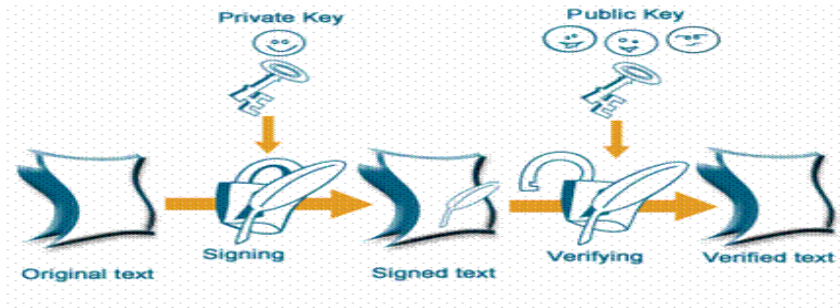 Private Key
Public Key
Signing
Verifying
Original text
Signed text
Verified text